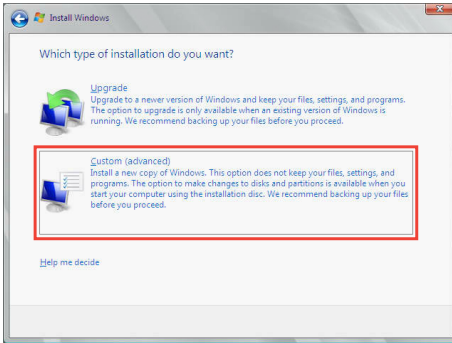 Install Windows
Which type of installation do you want?
Upgrade
Upgrade to a newer version of Windows and keep your files, settings, and programs.
The option to upgrade is only available when an existing version of Windows is
running. We recommend backing up your files before you proceed.
Custom (advanced)
Install a new copy of Windows. This option does not keep your files, settings, and
programs. The option to make changes to disks and partitions is available when you
start your computer using the installation disc. We recommend backing up your files
before you proceed.
Help me decide